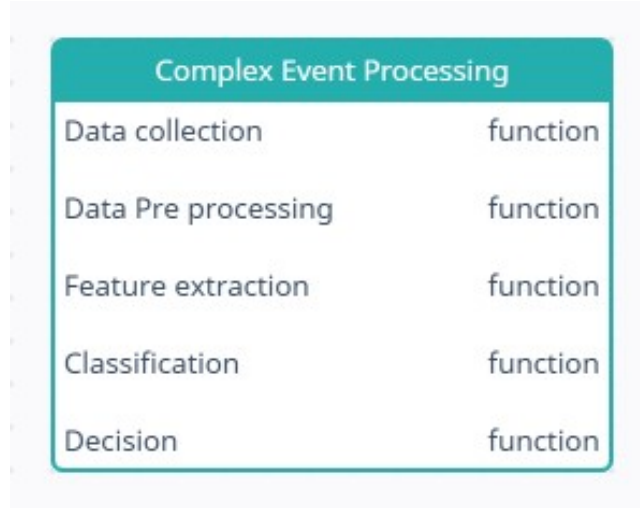 Complex Event Processing
Data collection function
Data Pre processing function
Feature extraction function
Classification function
Decision function